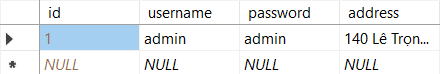 id username password address
1 admin admin 140 Lê Trọn...
NULL NULL NULL NULL